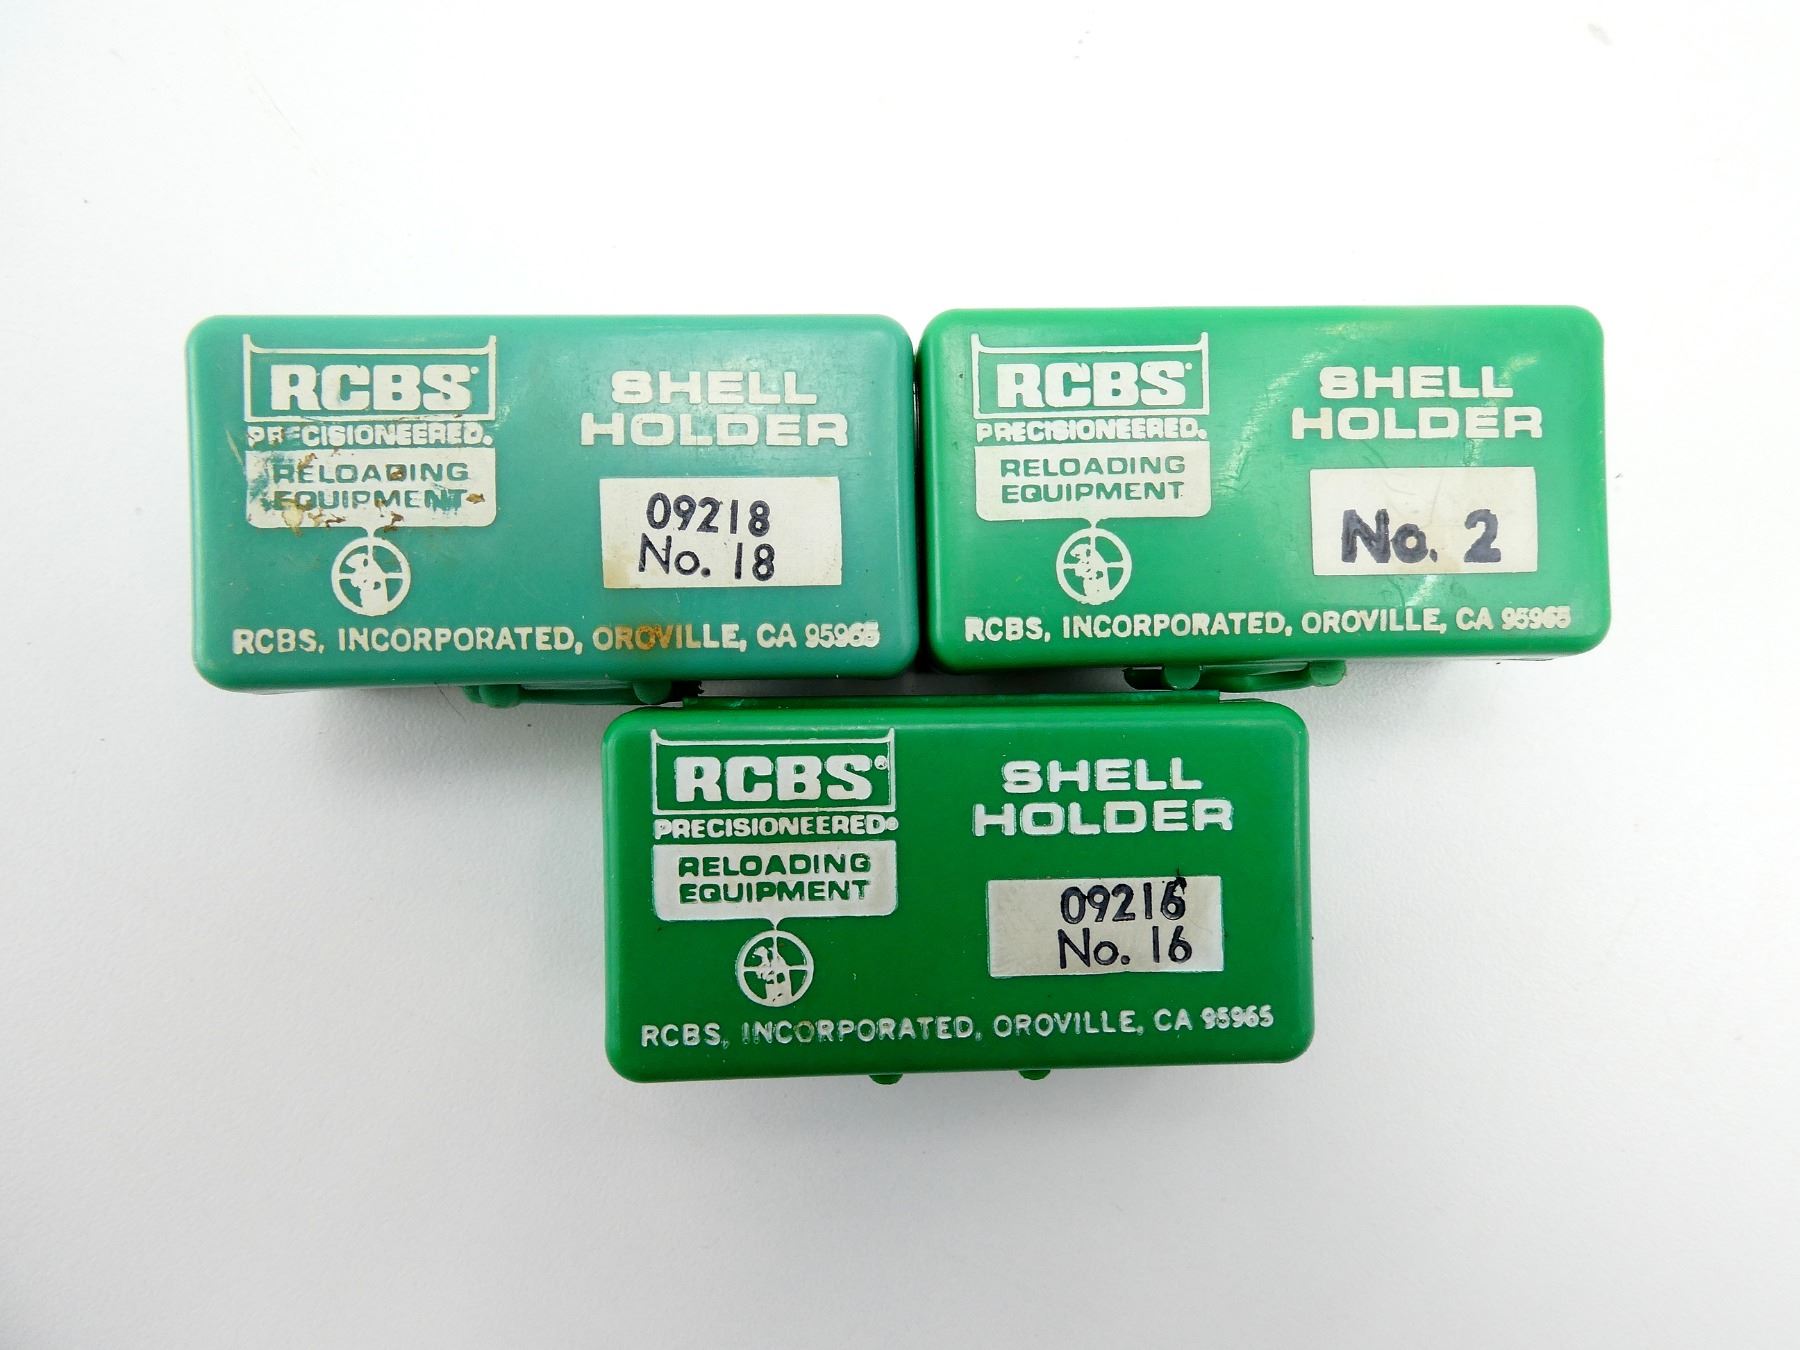 RCBS
PRECISIONEERED.
RELOADING
EQUIPMENT
SHELL
HOLDER
09218
No. 18
RCBS, INCORPORATED, OROVILLE, CA 95965
RCBS
PRECISIONEERED.
RELOADING
EQUIPMENT
SHELL
HOLDER
No. 2
RCBS, INCORPORATED, OROVILLE, CA 95965
RCBS®
PRECISIONEERED®
RELOADING
EQUIPMENT
SHELL
HOLDER
09216
No. 16
RCBS, INCORPORATED, OROVILLE, CA 95965